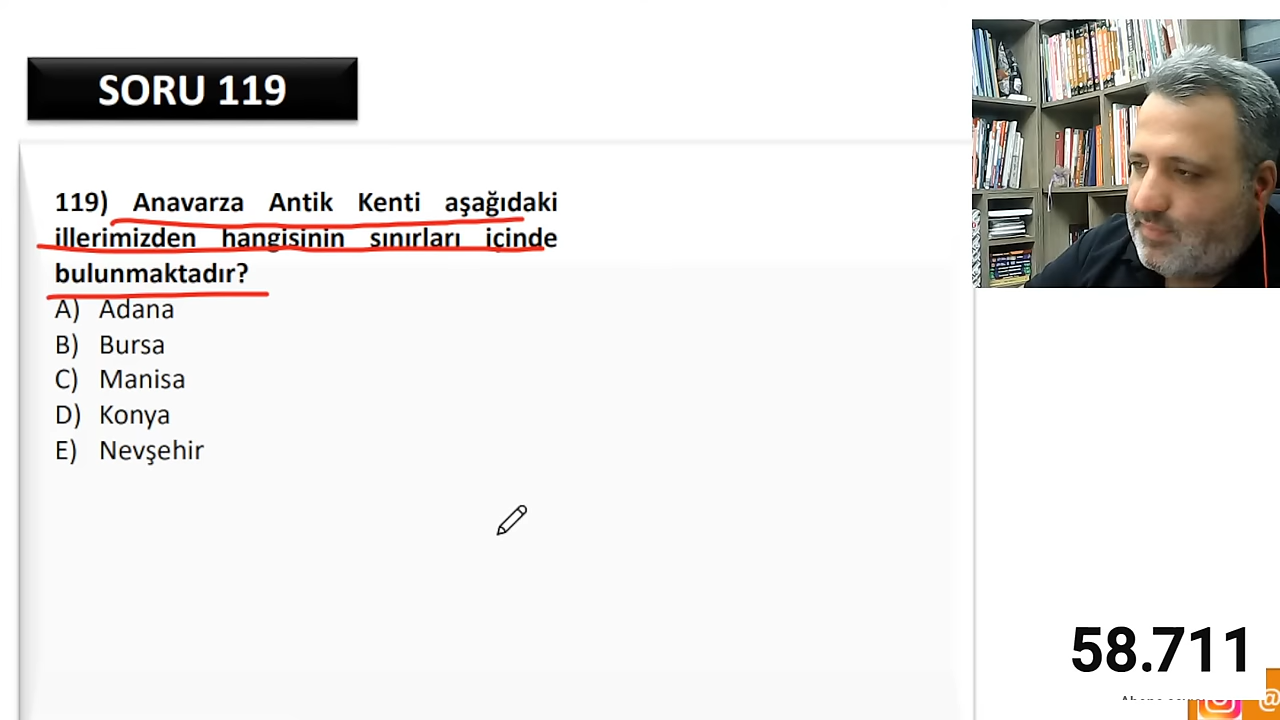 SORU 119
119) Anavarza Antik Kenti aşağıdaki
illerimizden hangisinin sınırları içinde
bulunmaktadır?
A) Adana
B) Bursa
C) Manisa
D) Konya
E) Nevşehir
58.711
@